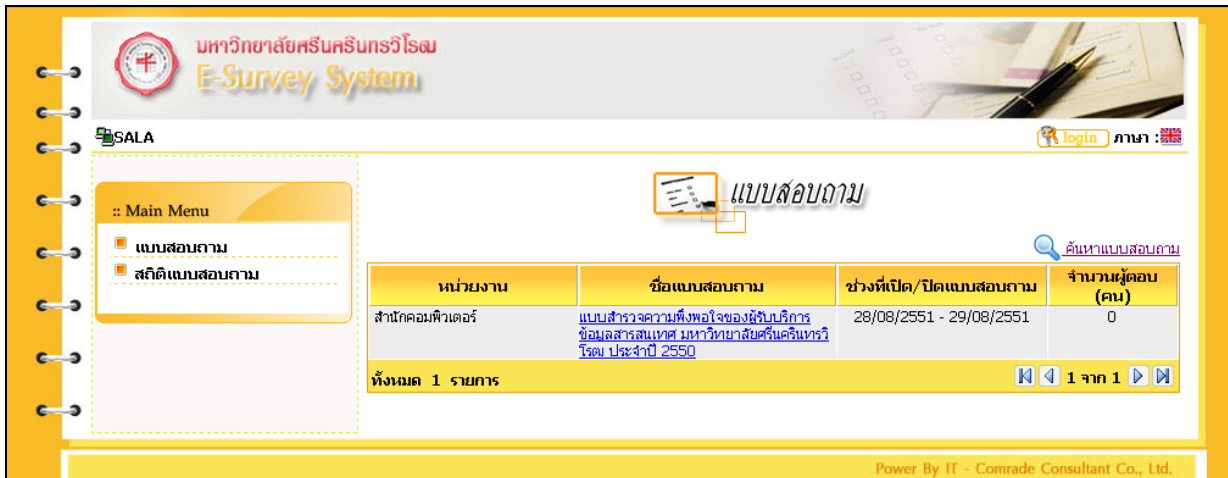 มหาวิทยาลัยศรีนครินทรวิโรฒ
E-Survey System
SALA
login ภาษา :
:: Main Menu
แบบสอบถาม
สถิติแบบสอบถาม
แบบสอบถาม
ค้นหาแบบสอบถาม
หน่วยงาน ชื่อแบบสอบถาม ช่วงที่เปิด/ปิดแบบสอบถาม จำนวนผู้ตอบ
(คน)
สำนักคอมพิวเตอร์ แบบสำรวจความพึงพอใจของผู้รับบริการ 28/08/2551 - 29/08/2551 0
ข้อมูลสารสนเทศ มหาวิทยาลัยศรีนครินทรวิ
โรฒ ประจำปี 2550
ทั้งหมด 1 รายการ 1 จาก 1
Power By IT - Comrade Consultant Co., Ltd.